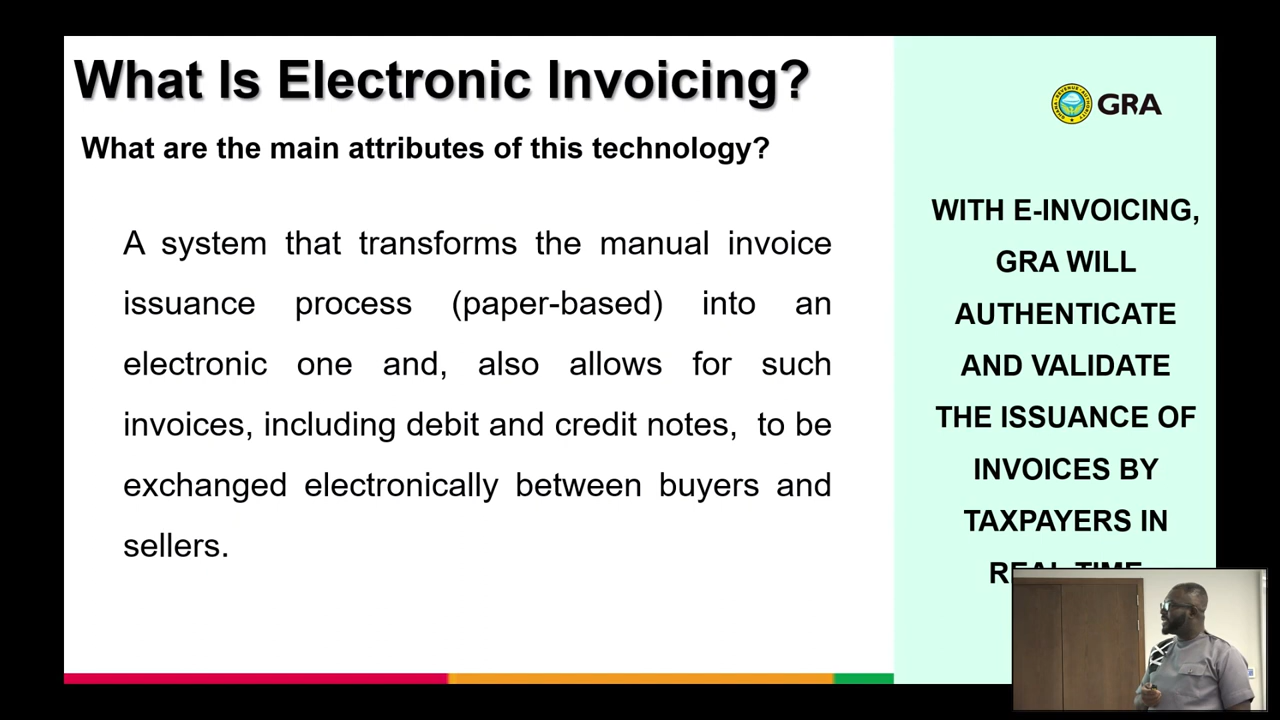 What Is Electronic Invoicing?
What are the main attributes of this technology?
A system that transforms the manual invoice
issuance process (paper-based) into an
electronic one and, also allows for such
invoices, including debit and credit notes, to be
exchanged electronically between buyers and
sellers.
GRA
WITH E-INVOICING,
GRA WILL
AUTHENTICATE
AND VALIDATE
THE ISSUANCE OF
INVOICES BY
TAXPAYERS IN
REAL-TIME